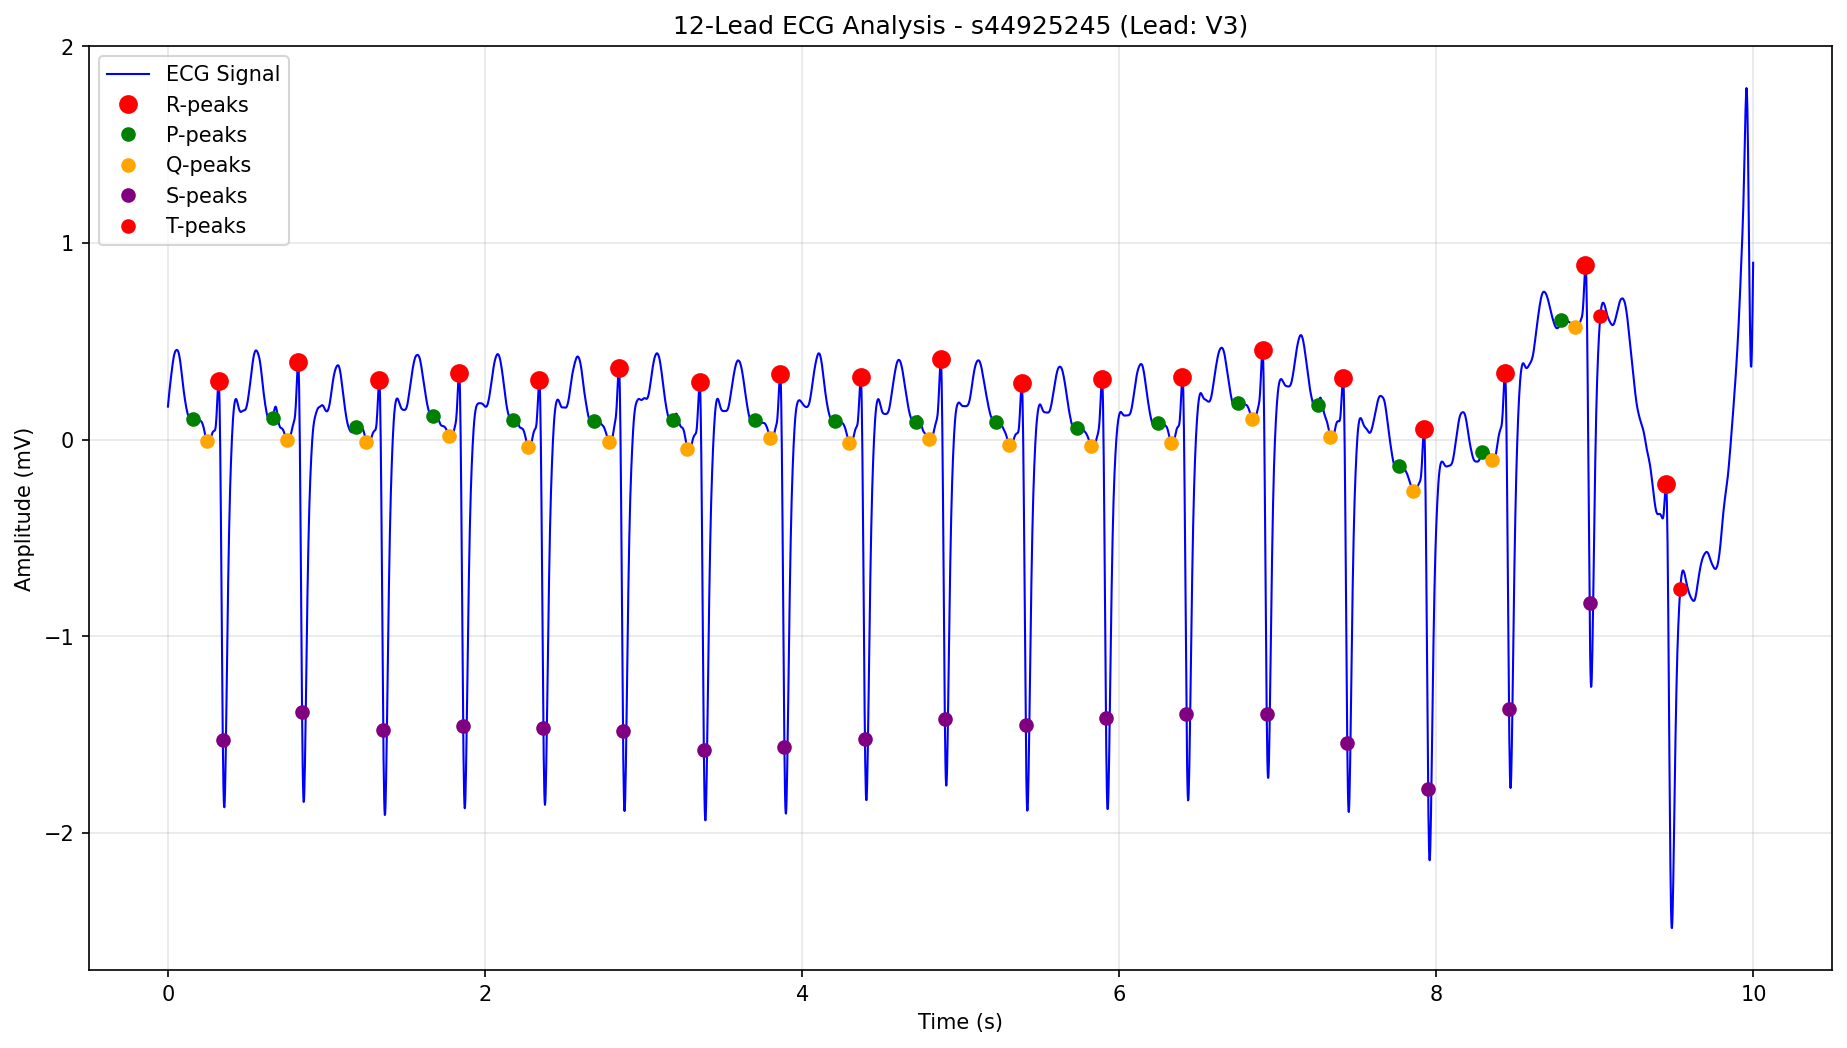 12-Lead ECG Analysis - s44925245 (Lead: V3)
ECG Signal
R-peaks
P-peaks
Q-peaks
S-peaks
T-peaks
2
1
0
−1
−2
Amplitude (mV)
0 2 4 6 8 10
Time (s)